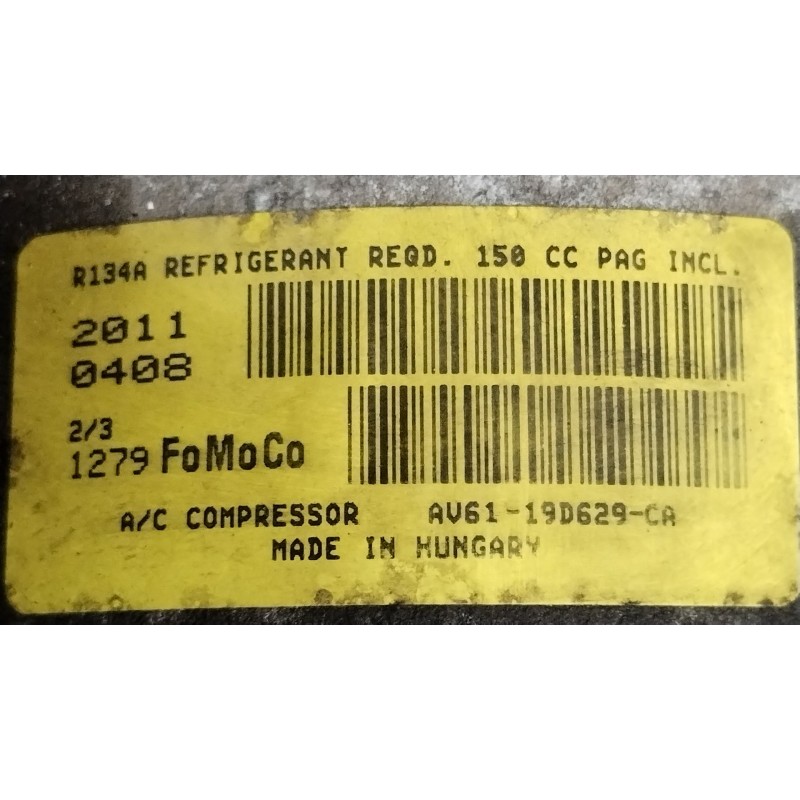 R134A REFRIGERANT REQD. 150 CC PAG INCL.
2011
0408
2/3
1279 FoMoCo
A/C COMPRESSOR AV61-19D629-CA
MADE IN HUNGARY